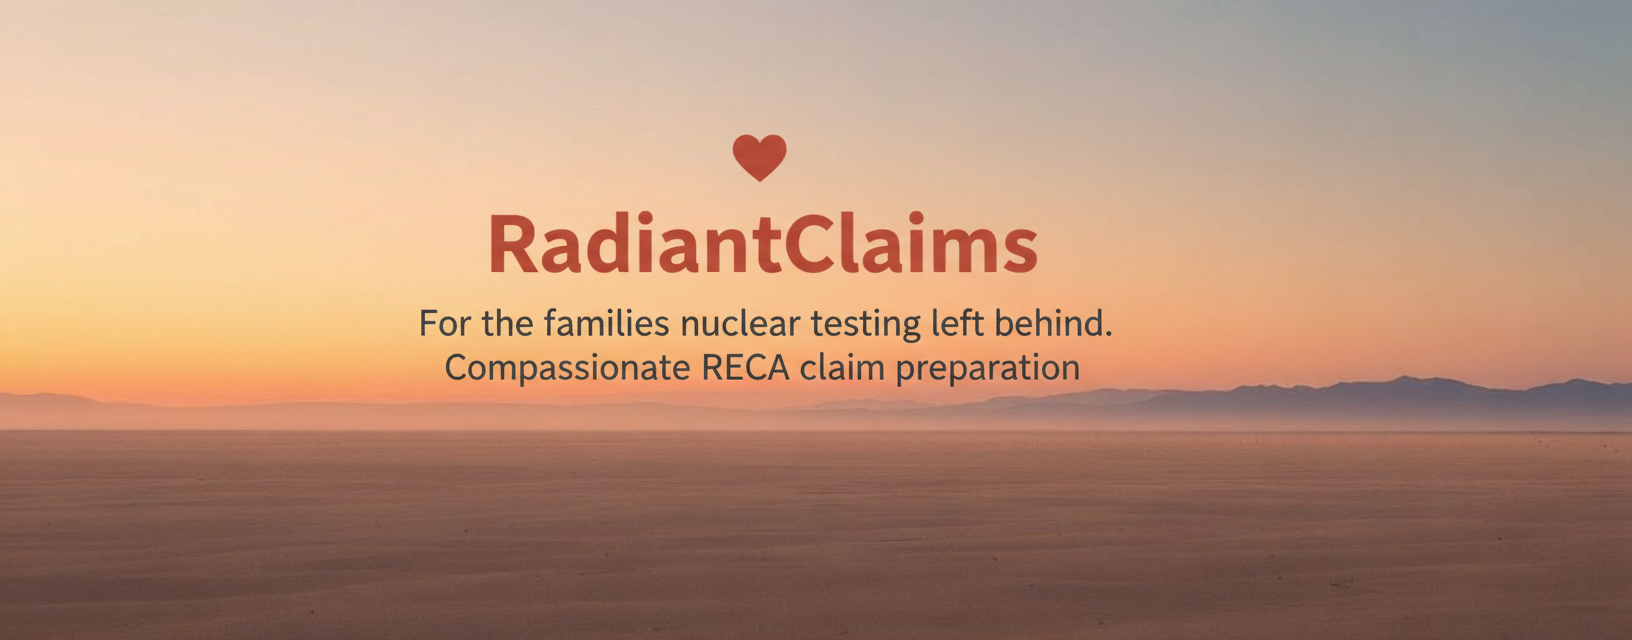 RadiantClaims
For the families nuclear testing left behind.
Compassionate RECA claim preparation